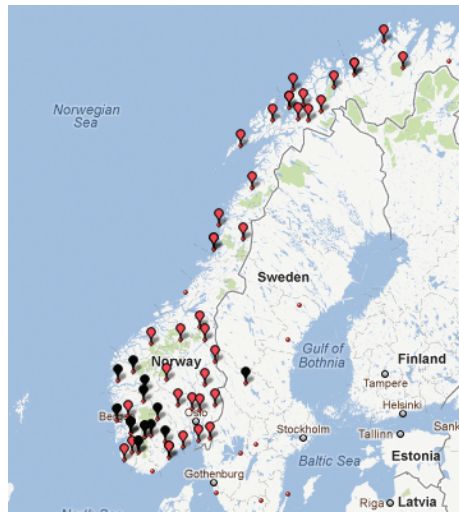 Norwegian
Sea
Sweden
Gulf of
Bothnia
Norway
Finland
Tampere
Helsinki
Oslo
Stockholm
Tallinn
Sank
Estonia
Baltic Sea
Gothenburg
Riga
Latvia